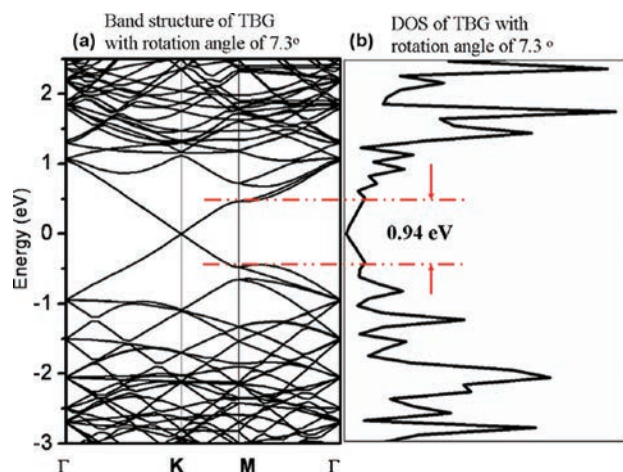 Band structure of TBG
with rotation angle of 7.3°
(a)
DOS of TBG with
rotation angle of 7.3 °
(b)
Energy (eV)
2
1
0
-1
-2
-3
0.94 eV
Γ K M Γ